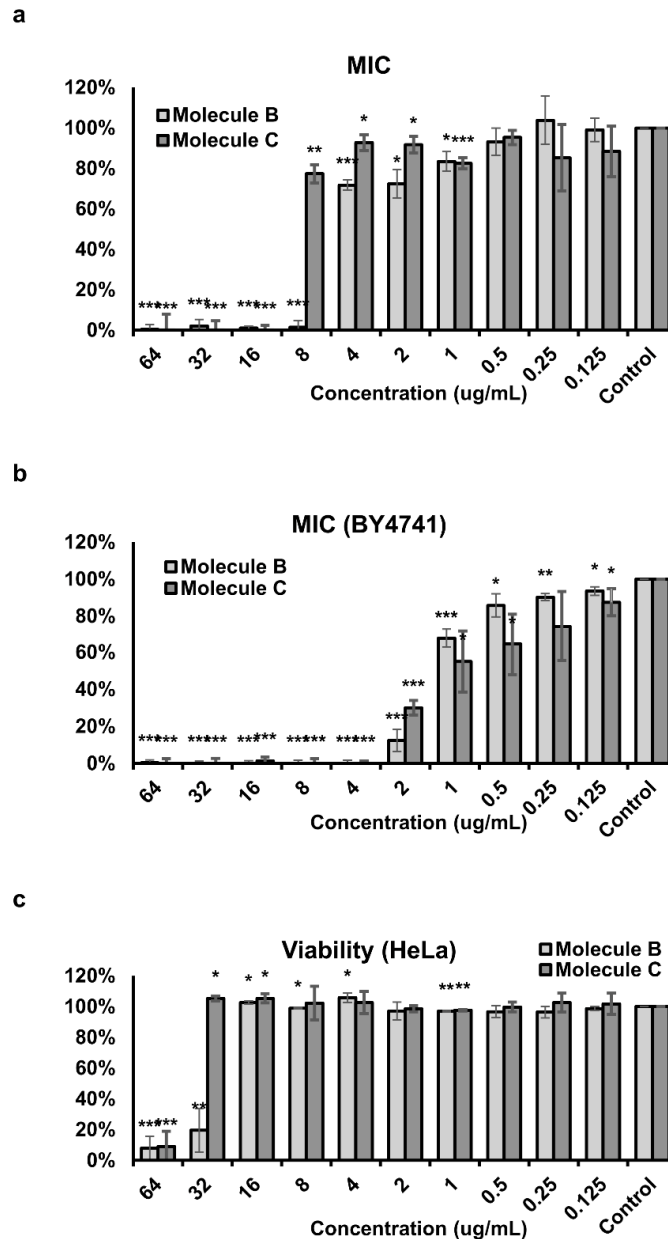 a
MIC
120%
100%
80%
60%
40%
20%
0%
Molecule B
Molecule C
*** *** *** *** *** *** *** ** *** * * * * ***
64 32 16 8 4 2 1 0.5 0.25 0.125 Control
Concentration (ug/mL)
b
MIC (BY4741)
120%
100%
80%
60%
40%
20%
0%
Molecule B
Molecule C
*** *** *** *** *** *** *** *** *** *** *** *** *** * * * ** * *
64 32 16 8 4 2 1 0.5 0.25 0.125 Control
Concentration (ug/mL)
c
Viability (HeLa)
120%
100%
80%
60%
40%
20%
0%
Molecule B
Molecule C
*** *** ** * * * * * ** **
64 32 16 8 4 2 1 0.5 0.25 0.125 Control
Concentration (ug/mL)